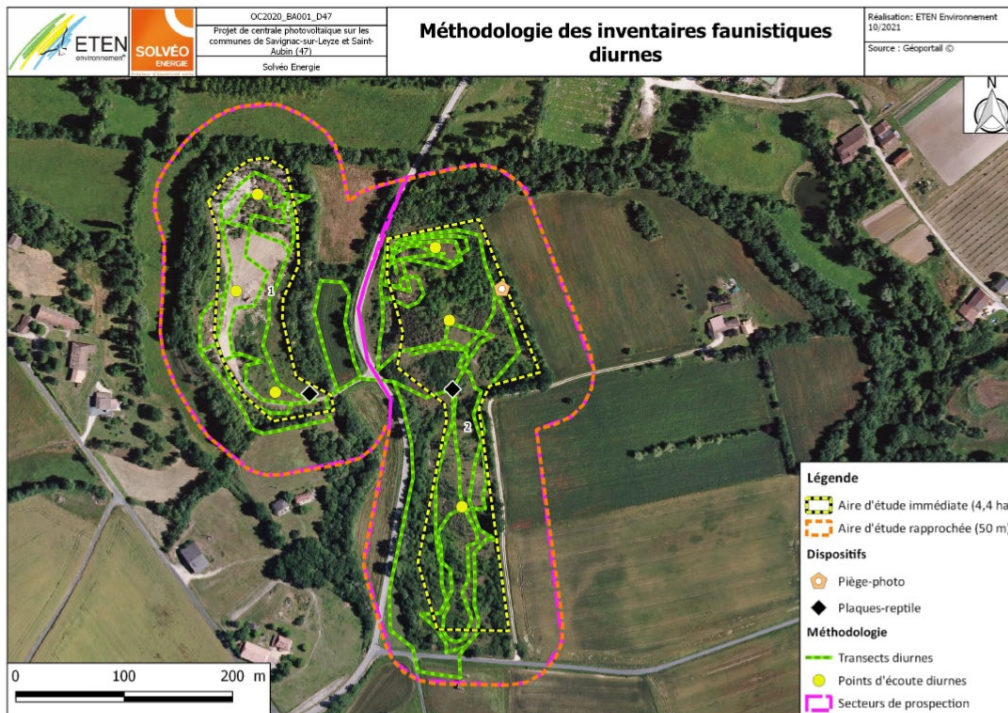 ETEN
environnement
SOLVÉO
ENERGIE
OC2020_BA001_D47
Projet de centrale photovoltaïque sur les
communes de Savignac-sur-Leyze et Saint-
Aubin (47)
Solvéo Energie
Méthodologie des inventaires faunistiques
diurnes
Réalisation: ETEN Environnement
10/2021
Source : Géoportail ©
N
1
2
Légende
Aire d'étude immédiate (4,4 ha
Aire d'étude rapprochée (50 m)
Dispositifs
Piège-photo
Plaques-reptile
Méthodologie
Transects diurnes
Points d'écoute diurnes
Secteurs de prospection
0 100 200 m